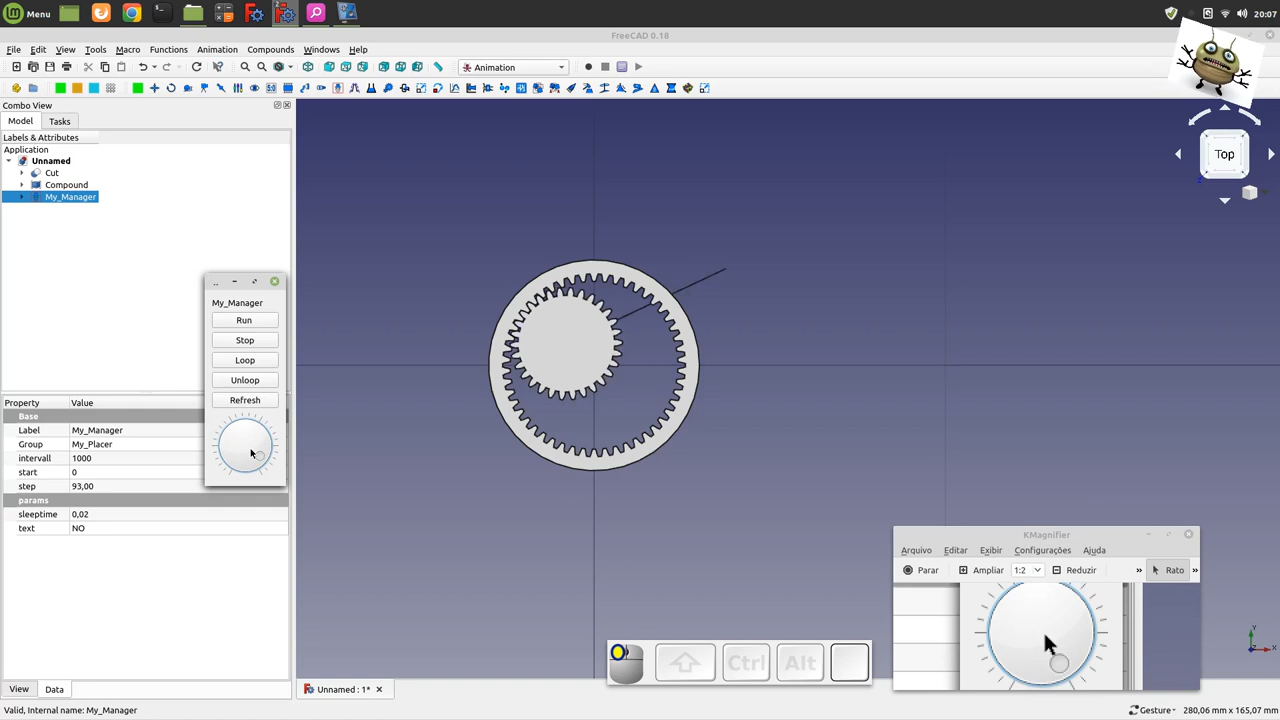 Menu
20:07
FreeCAD 0.18
File Edit View Tools Macro Functions Animation Compounds Windows Help
Animation
Combo View
Model Tasks
Labels & Attributes
Application
Unnamed
Cut
Compound
My_Manager
Top
My_Manager
Run
Stop
Loop
Unloop
Refresh
Property Value
Base
Label My_Manager
Group My_Placer
intervall 1000
start 0
step 93,00
params
sleeptime 0,02
text NO
KMagnifier
Arquivo Editar Exibir Configurações Ajuda
Parar Ampliar 1:2 Reduzir » Rato »
Ctrl Alt
Y
X
View Data
Unnamed : 1*
Valid, Internal name: My_Manager
Gesture 280,06 mm x 165,07 mm